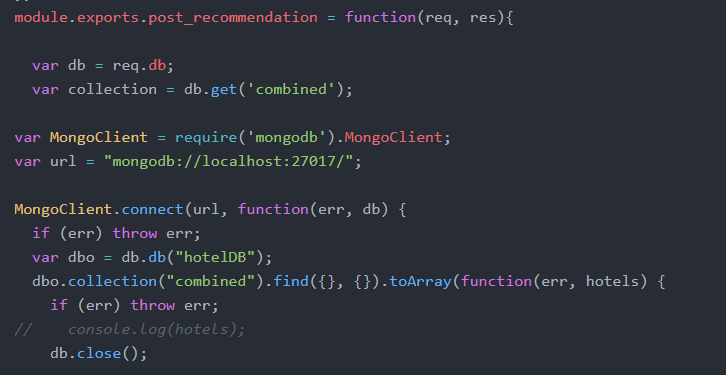 module.exports.post_recommendation = function(req, res){
var db = req.db;
var collection = db.get('combined');
var MongoClient = require('mongodb').MongoClient;
var url = "mongodb://localhost:27017/";
MongoClient.connect(url, function(err, db) {
if (err) throw err;
var dbo = db.db("hotelDB");
dbo.collection("combined").find({}, {}).toArray(function(err, hotels) {
if (err) throw err;
// console.log(hotels);
db.close();